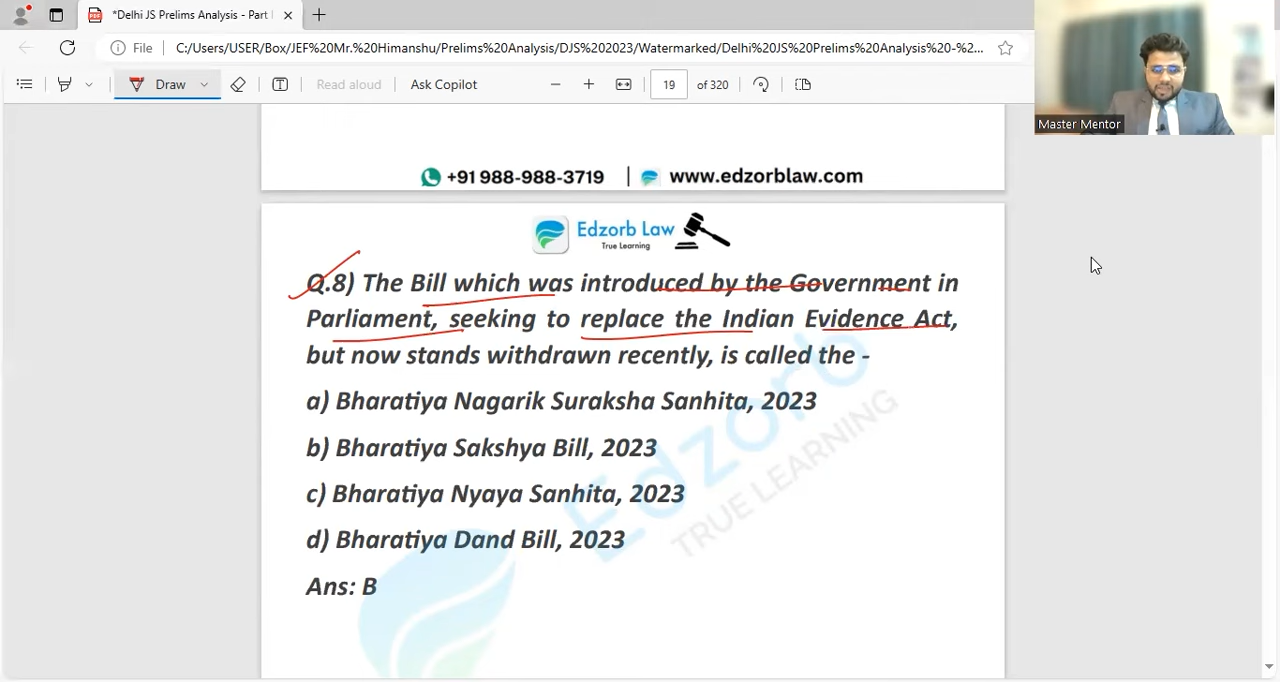 *Delhi JS Prelims Analysis - Part
File
C:/Users/USER/Box/JEF%20Mr.%20Himanshu/Prelims%20Analysis/DJS%202023/Watermarked/Delhi%20JS%20Prelims%20Analysis%20-%2...
Draw
Read aloud
Ask Copilot
19
of 320
Master Mentor
+91 988-988-3719 | www.edzorblaw.com
Edzorb Law
True Learning
Q.8) The Bill which was introduced by the Government in
Parliament, seeking to replace the Indian Evidence Act,
but now stands withdrawn recently, is called the -
a) Bharatiya Nagarik Suraksha Sanhita, 2023
b) Bharatiya Sakshya Bill, 2023
c) Bharatiya Nyaya Sanhita, 2023
d) Bharatiya Dand Bill, 2023
Ans: B
Edzorb
TRUE LEARNING